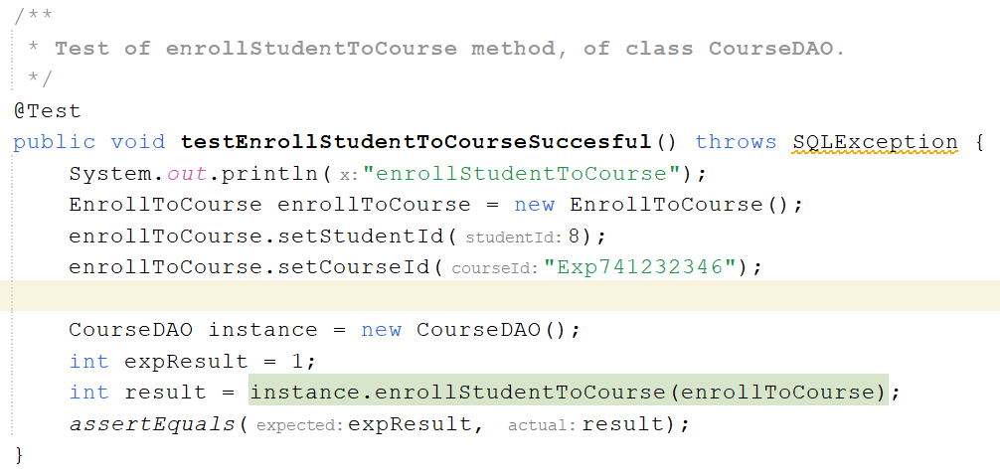 /**
 * Test of enrollStudentToCourse method, of class CourseDAO.
 */
@Test
public void testEnrollStudentToCourseSuccesful() throws SQLException {
    System.out.println( x: "enrollStudentToCourse");
    EnrollToCourse enrollToCourse = new EnrollToCourse();
    enrollToCourse.setStudentId( studentId: 8);
    enrollToCourse.setCourseId( courseId: "Exp741232346");
    CourseDAO instance = new CourseDAO();
    int expResult = 1;
    int result = instance.enrollStudentToCourse(enrollToCourse);
    assertEquals( expected: expResult, actual: result);
}